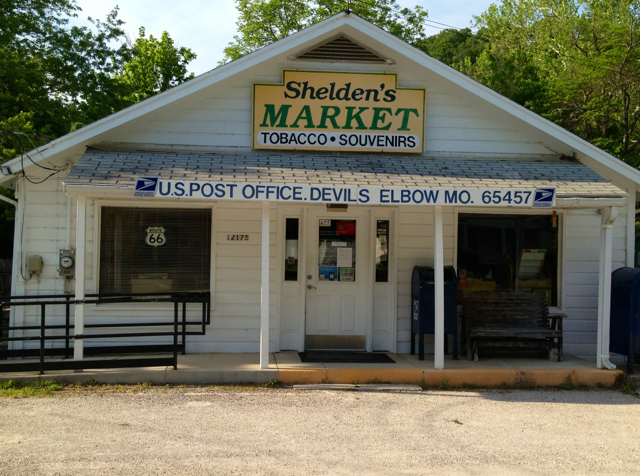 Shelden's
MARKET
TOBACCO • SOUVENIRS
U.S.POST OFFICE.DEVILS ELBOW MO. 65457
12175
ROUTE
66